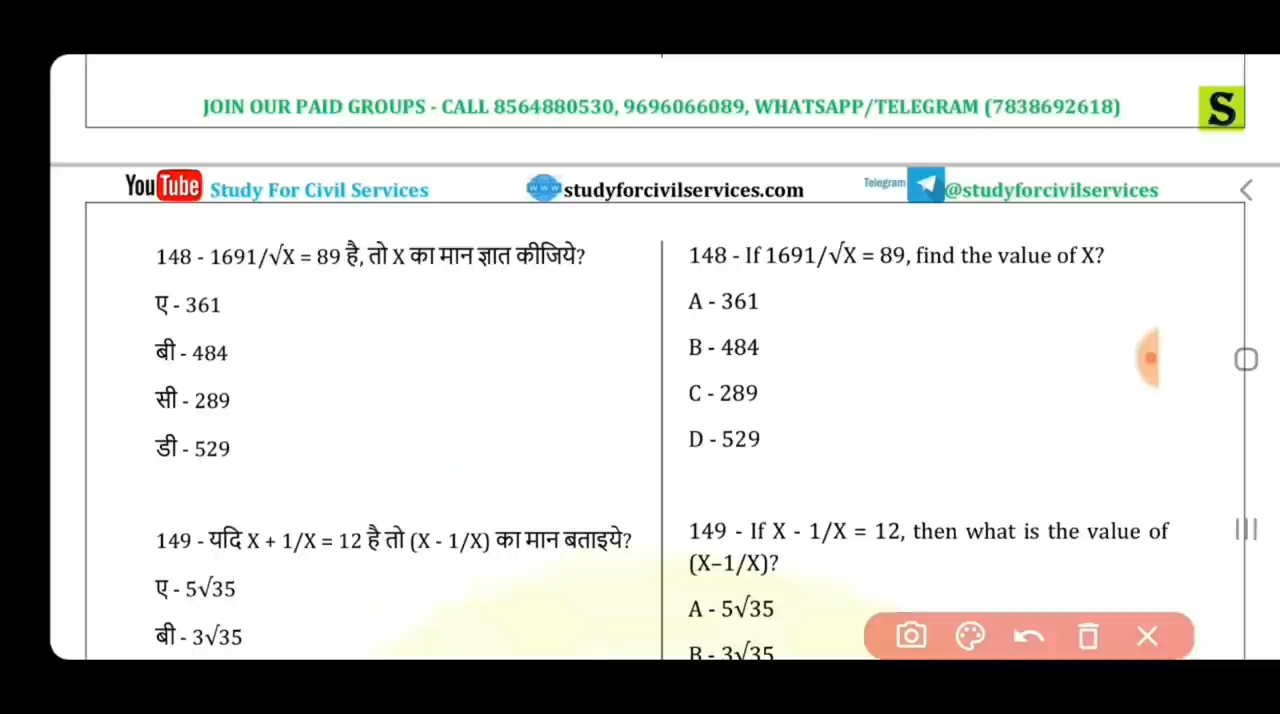 JOIN OUR PAID GROUPS - CALL 8564880530, 9696066089, WHATSAPP/TELEGRAM (7838692618)
S
YouTube Study For Civil Services
www studyforcivilservices.com
Telegram @studyforcivilservices
148 - 1691/√X = 89 है, तो X का मान ज्ञात कीजिये?
ए - 361
बी - 484
सी - 289
डी - 529
149 - यदि X + 1/X = 12 है तो (X - 1/X) का मान बताइये?
ए - 5√35
बी - 3√35
148 - If 1691/√X = 89, find the value of X?
A - 361
B - 484
C - 289
D - 529
149 - If X - 1/X = 12, then what is the value of
(X–1/X)?
A - 5√35
B - 3√35